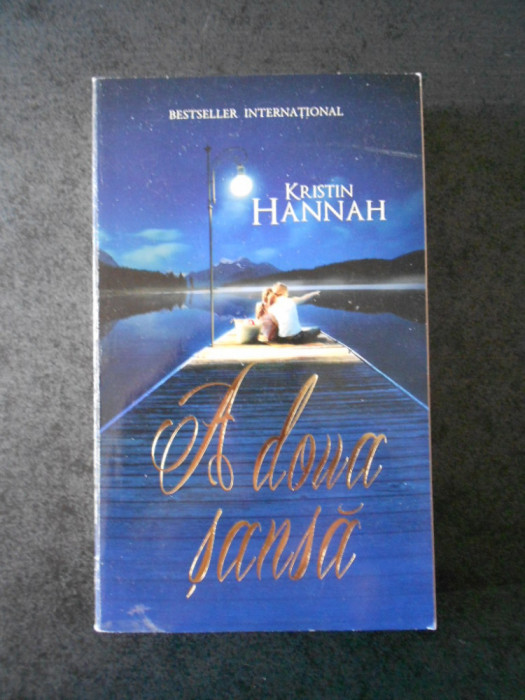 BESTSELLER INTERNAȚIONAL
KRISTIN
HANNAH
A doua
șansă